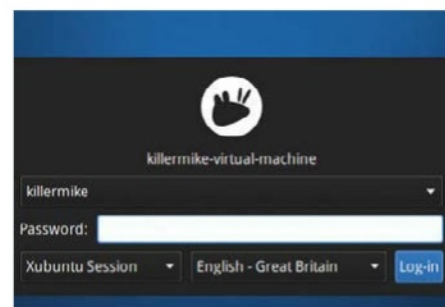 killermike-virtual-machine
killermike
Password:
Xubuntu Session English - Great Britain Log-in